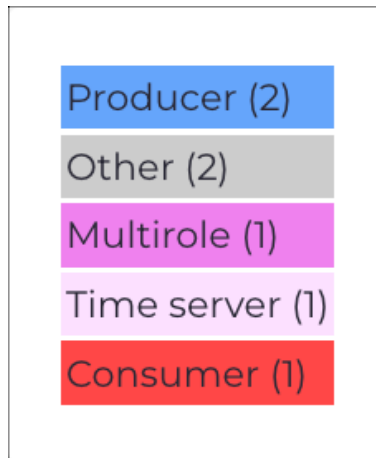 Producer (2)
Other (2)
Multirole (1)
Time server (1)
Consumer (1)